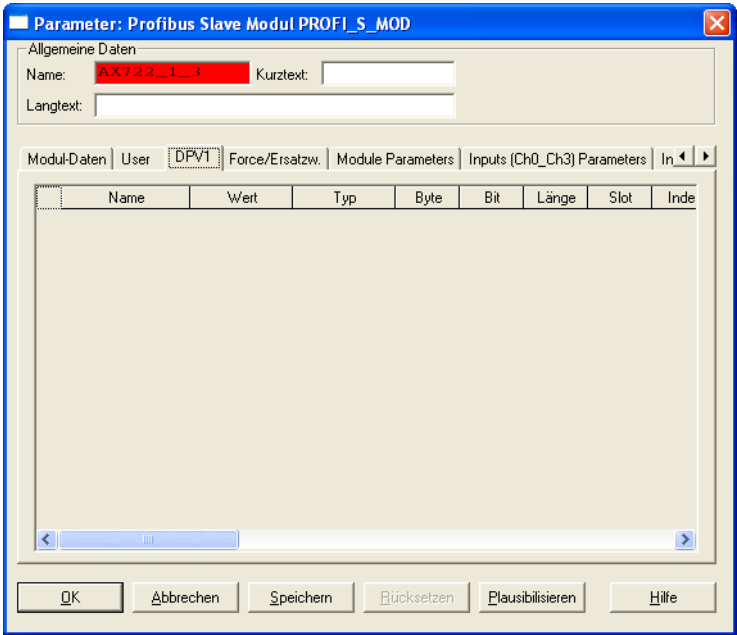 Parameter: Profibus Slave Modul PROFI_S_MOD
Allgemeine Daten
Name: AX722_1_3 Kurztext:
Langtext:
Modul-Daten User DPV1 Force/Ersatzw. Module Parameters Inputs (Ch0_Ch3) Parameters In
Name Wert Typ Byte Bit Länge Slot Inde
OK Abbrechen Speichern Rücksetzen Plausibilisieren Hilfe